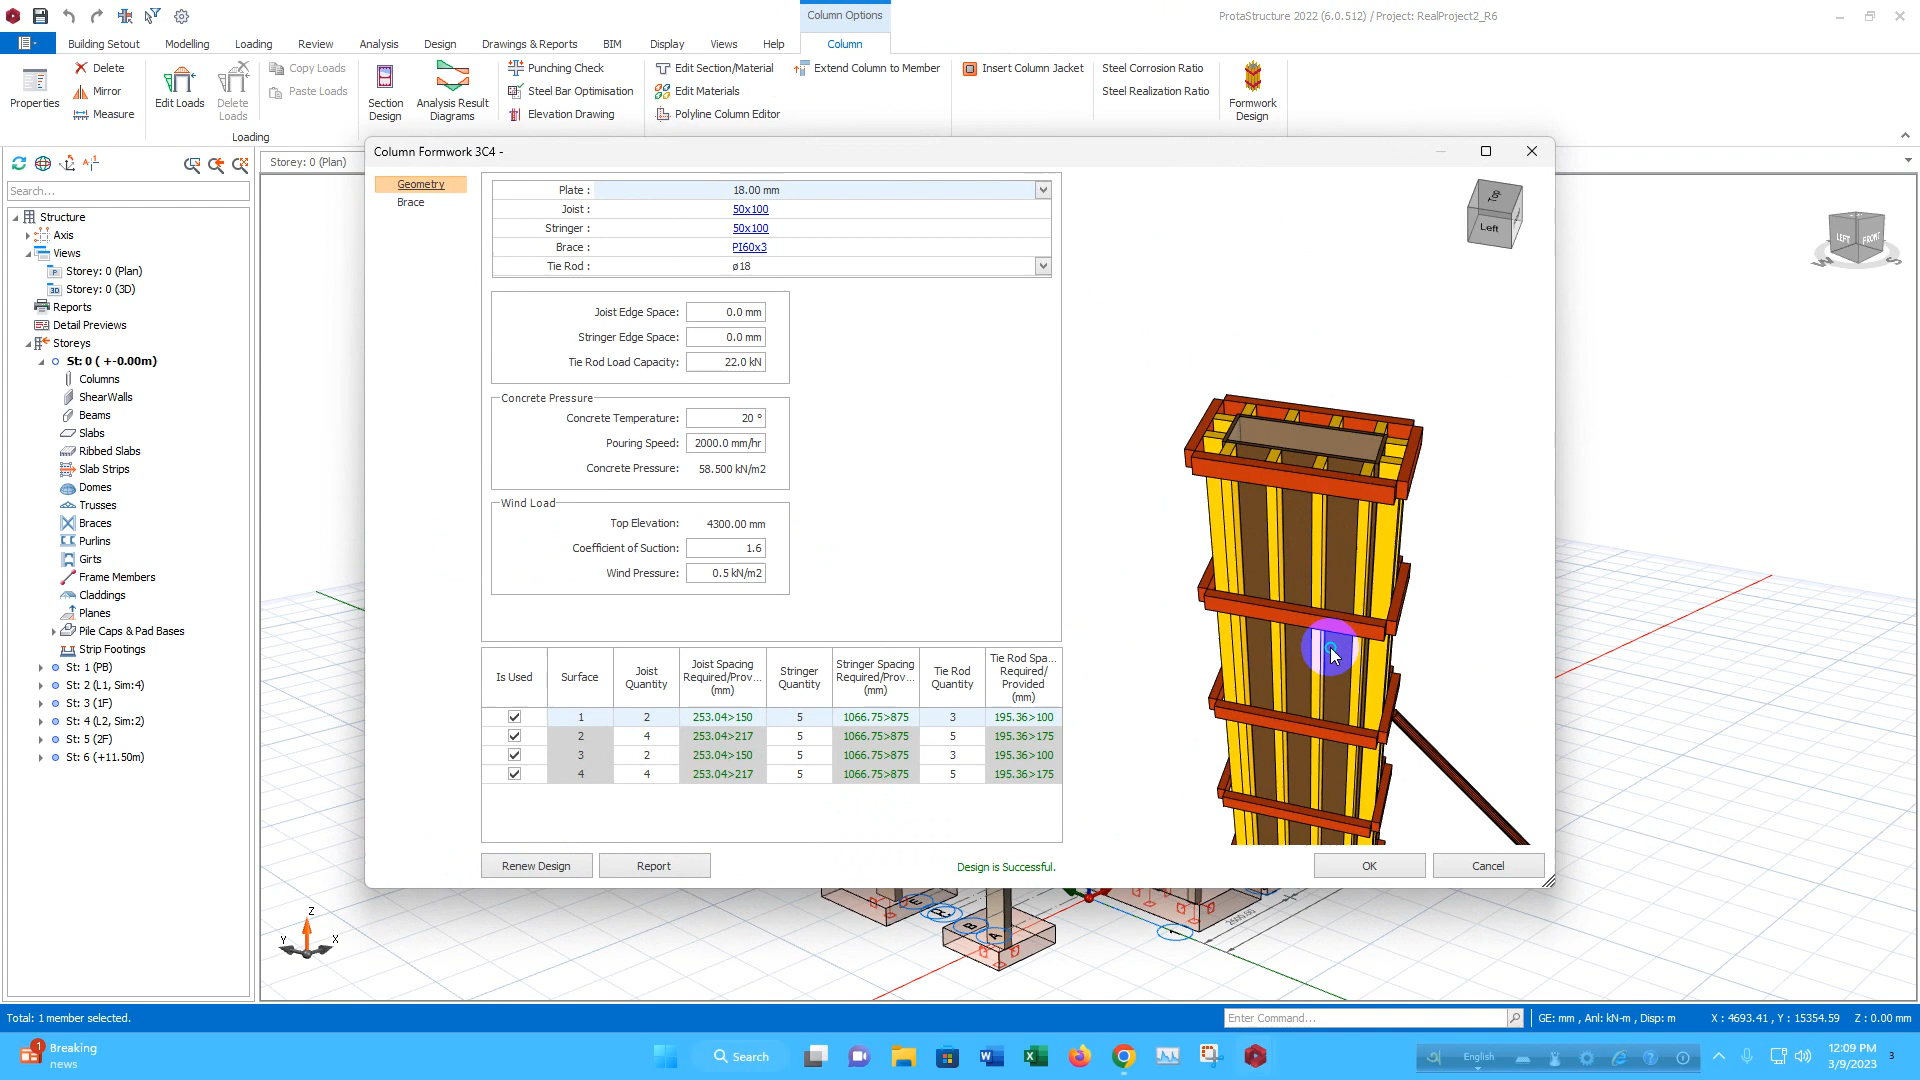 Column Options
ProtaStructure 2022 (6.0.512) / Project: RealProject2_R6
Building Setout Modelling Loading Review Analysis Design Drawings & Reports BIM Display Views Help Column
Properties
Delete
Mirror
Measure
Edit Loads
Delete Loads
Copy Loads
Paste Loads
Loading
Section Design
Analysis Result Diagrams
Punching Check
Steel Bar Optimisation
Elevation Drawing
Edit Section/Material
Edit Materials
Polyline Column Editor
Extend Column to Member
Insert Column Jacket
Steel Corrosion Ratio
Steel Realization Ratio
Formwork Design
Storey: 0 (Plan)
Search...
Structure
Axis
Views
Storey: 0 (Plan)
Storey: 0 (3D)
Reports
Detail Previews
Storeys
St: 0 ( +-0.00m)
Columns
ShearWalls
Beams
Slabs
Ribbed Slabs
Slab Strips
Domes
Trusses
Braces
Purlins
Girts
Frame Members
Claddings
Planes
Pile Caps & Pad Bases
Strip Footings
St: 1 (PB)
St: 2 (L1, Sim:4)
St: 3 (1F)
St: 4 (L2, Sim:2)
St: 5 (2F)
St: 6 (+11.50m)
Column Formwork 3C4 -
Geometry
Brace
Plate : 18.00 mm
Joist : 50x100
Stringer : 50x100
Brace : PI60x3
Tie Rod : ø18
Joist Edge Space: 0.0 mm
Stringer Edge Space: 0.0 mm
Tie Rod Load Capacity: 22.0 kN
Concrete Pressure
Concrete Temperature: 20 °
Pouring Speed: 2000.0 mm/hr
Concrete Pressure: 58.500 kN/m2
Wind Load
Top Elevation: 4300.00 mm
Coefficient of Suction: 1.6
Wind Pressure: 0.5 kN/m2
Is Used Surface Joist Quantity Joist Spacing Required/Prov... (mm) Stringer Quantity Stringer Spacing Required/Prov... (mm) Tie Rod Quantity Tie Rod Spa... Required/ Provided (mm)
1 2 253.04>150 5 1066.75>875 3 195.36>100
2 4 253.04>217 5 1066.75>875 5 195.36>175
3 2 253.04>150 5 1066.75>875 3 195.36>100
4 4 253.04>217 5 1066.75>875 5 195.36>175
Renew Design Report Design is Successful. OK Cancel
Top
Left
LEFT FRONT
W S
Z
Y X
B A
Total: 1 member selected.
Enter Command...
GE: mm , Anl: kN-m , Disp: m
X : 4693.41 , Y : 15354.59 Z : 0.00 mm
1
Breaking news
Search
English
12:09 PM
3/9/2023
3